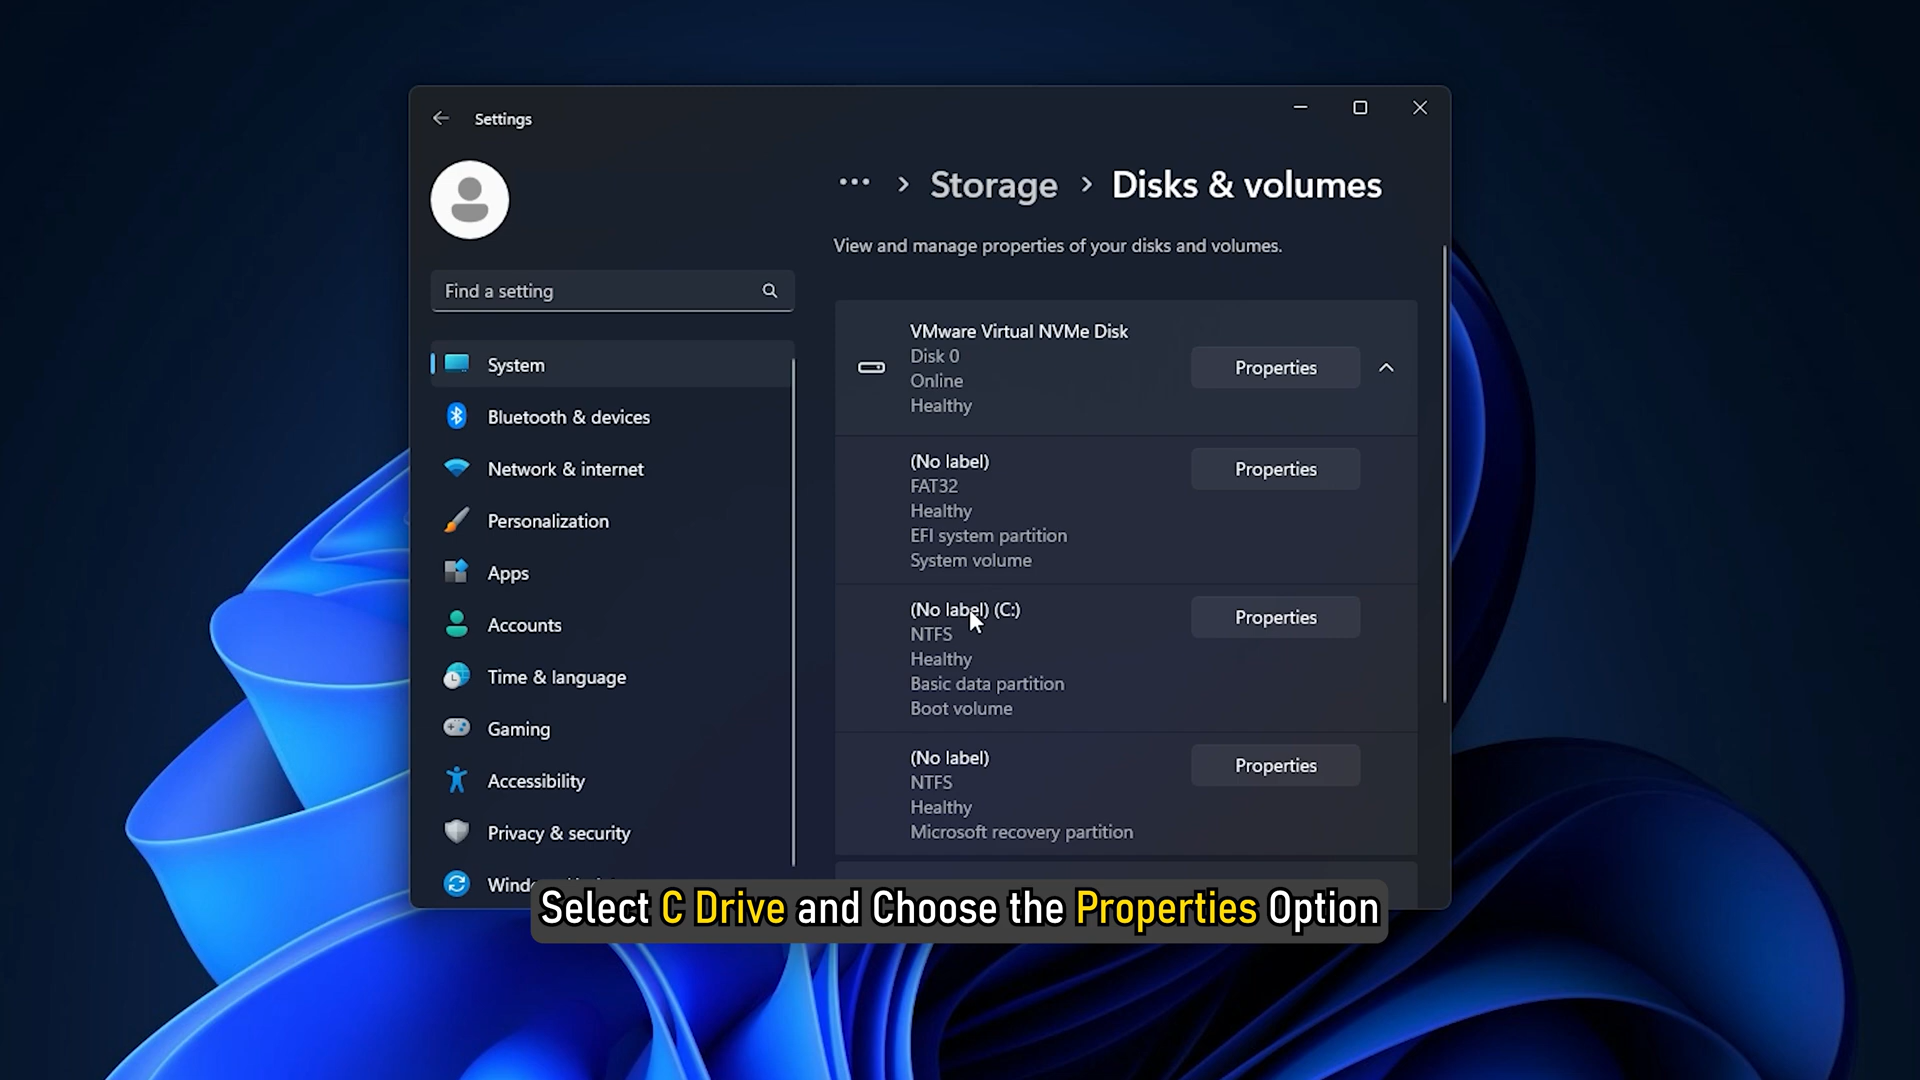 Settings
Find a setting
System
Bluetooth & devices
Network & internet
Personalization
Apps
Accounts
Time & language
Gaming
Accessibility
Privacy & security
... > Storage > Disks & volumes
View and manage properties of your disks and volumes.
VMware Virtual NVMe Disk
Disk 0
Online
Healthy
Properties
(No label)
FAT32
Healthy
EFI system partition
System volume
Properties
(No label) (C:)
NTFS
Healthy
Basic data partition
Boot volume
Properties
(No label)
NTFS
Healthy
Microsoft recovery partition
Properties
Select C Drive and Choose the Properties Option